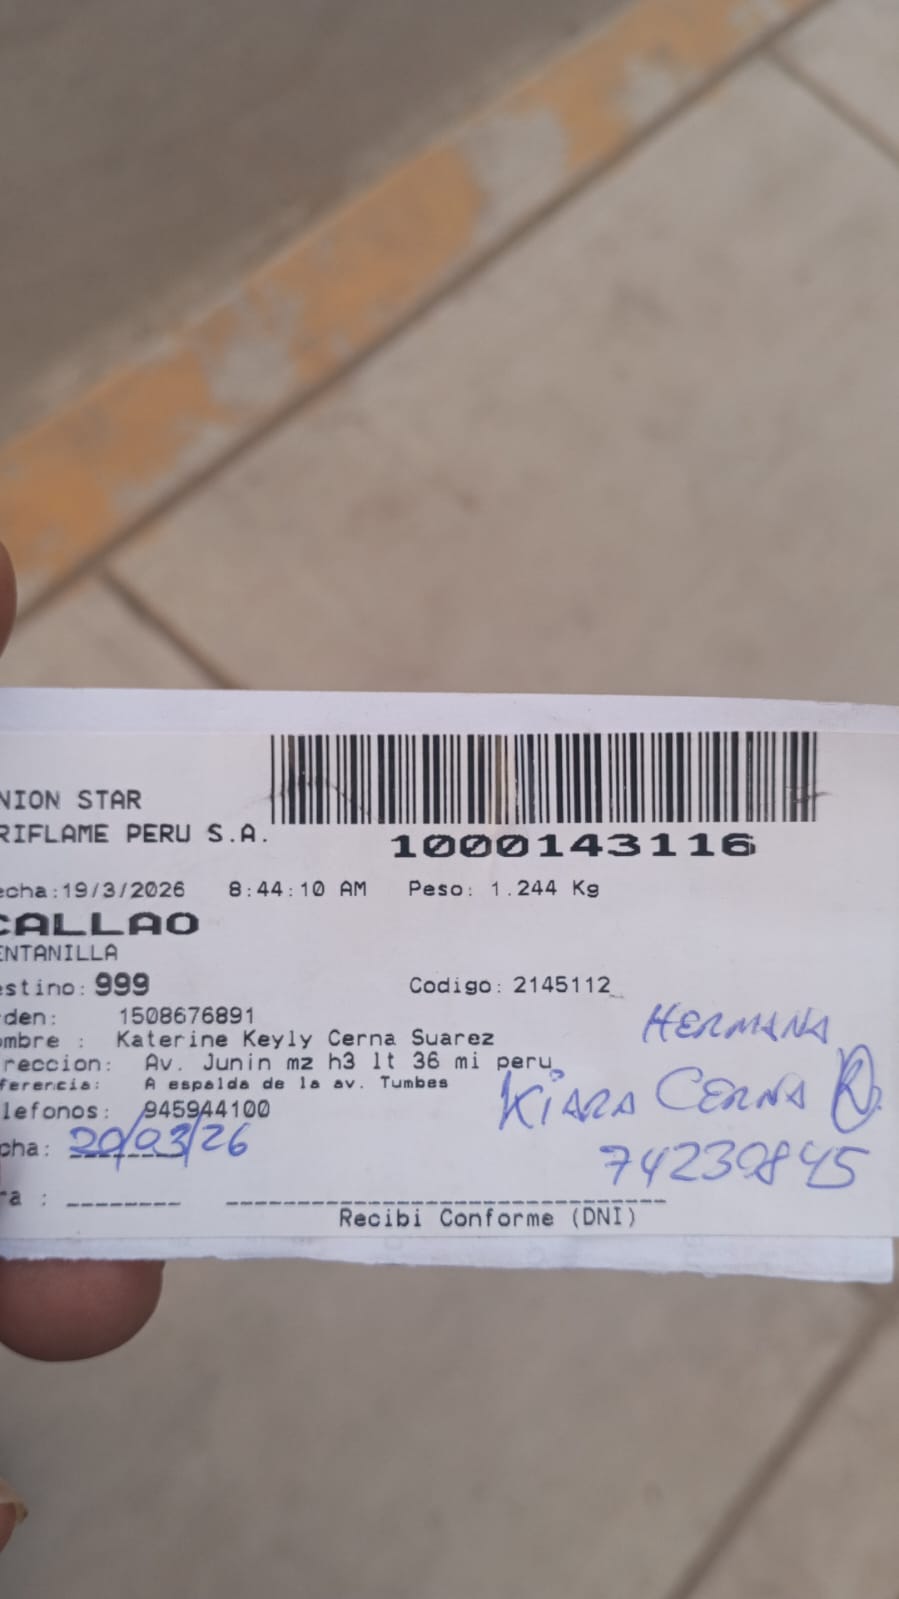 NION STAR
RIFLAME PERU S.A.
1000143116
echa:19/3/2026 8:44:10 AM Peso: 1.244 Kg
CALLAO
ENTANILLA
estino: 999 Codigo: 2145112
den: 1508676891
ombre : Katerine Keyly Cerna Suarez
reccion: Av. Junin mz h3 lt 36 mi peru
ferencia: A espalda de la av. Tumbes
lefonos: 945944100
cha: 20/03/26
HERMANA
KIARA CERNA R.
74230845
ra :
Recibi Conforme (DNI)